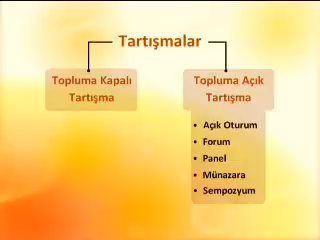 Tartışmalar
Topluma Kapalı
Tartışma
Topluma Açık
Tartışma
• Açık Oturum
• Forum
• Panel
• Münazara
• Sempozyum